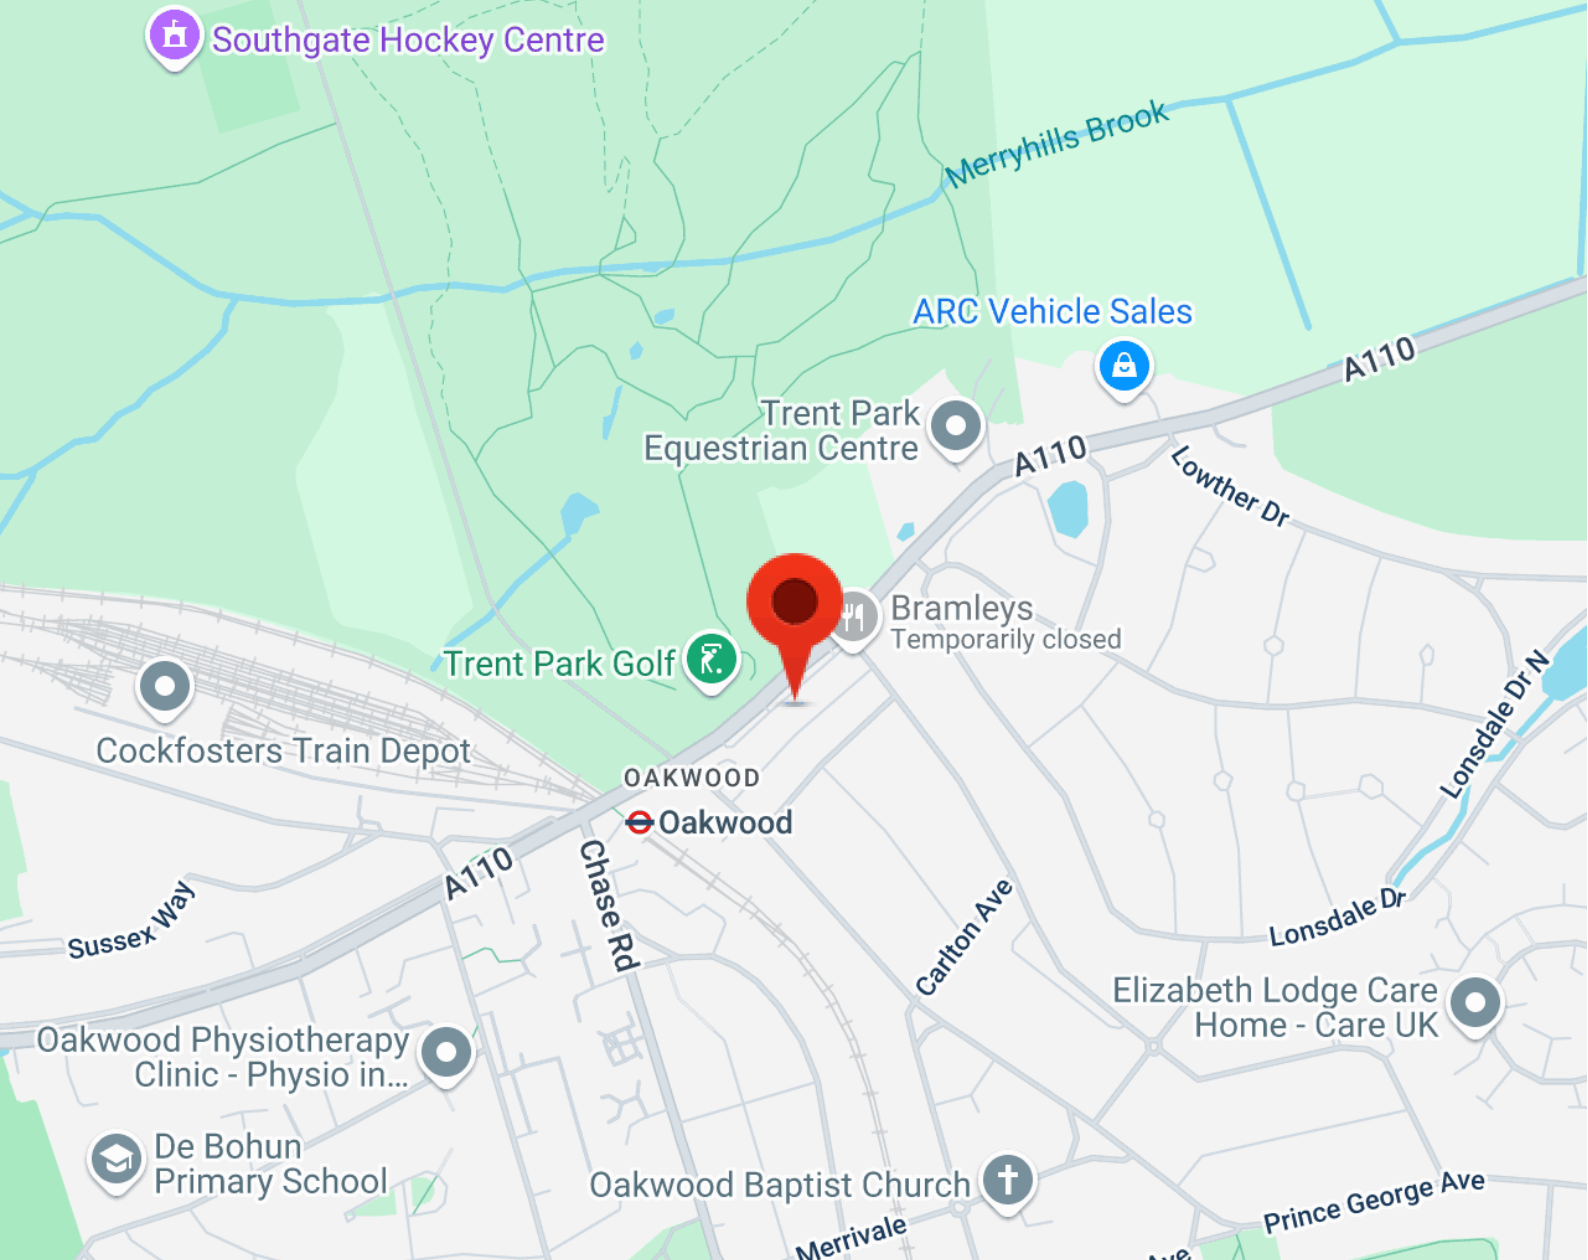 Southgate Hockey Centre
Merryhills Brook
ARC Vehicle Sales
A110
Trent Park
Equestrian Centre
A110
Lowther Dr
Bramleys
Temporarily closed
Trent Park Golf
Lonsdale Dr N
Cockfosters Train Depot
OAKWOOD
Oakwood
A110
Chase Rd
Sussex Way
Carlton Ave
Lonsdale Dr
Elizabeth Lodge Care
Home - Care UK
Oakwood Physiotherapy
Clinic - Physio in...
De Bohun
Primary School
Oakwood Baptist Church
Prince George Ave
Merrivale
Ave